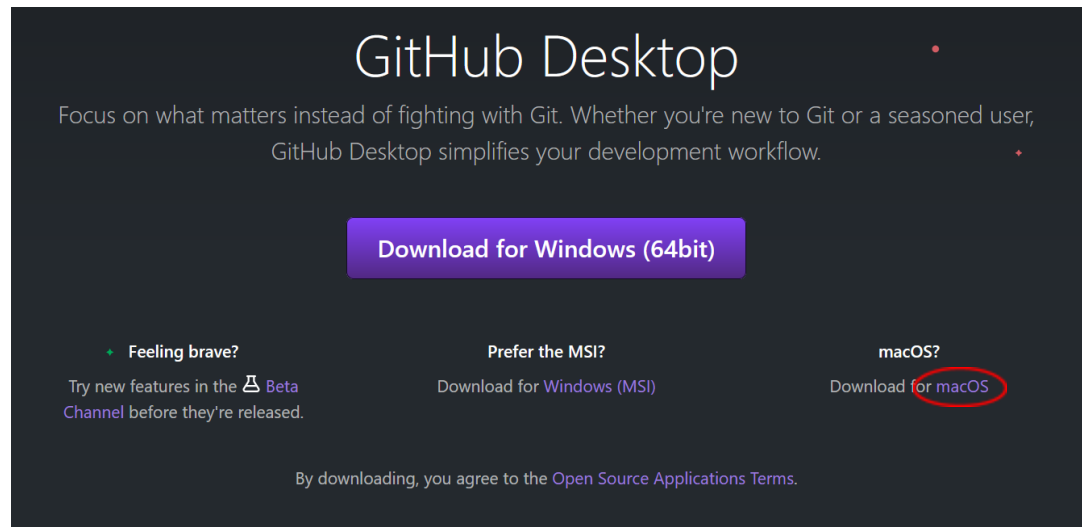 GitHub Desktop
Focus on what matters instead of fighting with Git. Whether you're new to Git or a seasoned user,
GitHub Desktop simplifies your development workflow.
Download for Windows (64bit)
Feeling brave?
Try new features in the Beta
Channel before they're released.
Prefer the MSI?
Download for Windows (MSI)
macOS?
Download for macOS
By downloading, you agree to the Open Source Applications Terms.